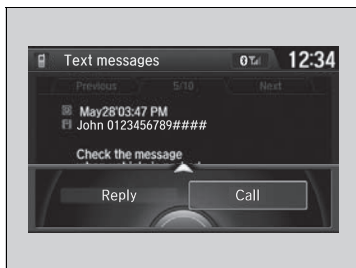 Text messages 12:34
Previous 5/10 Next
May28'03:47 PM
John 0123456789####
Check the message
Reply Call